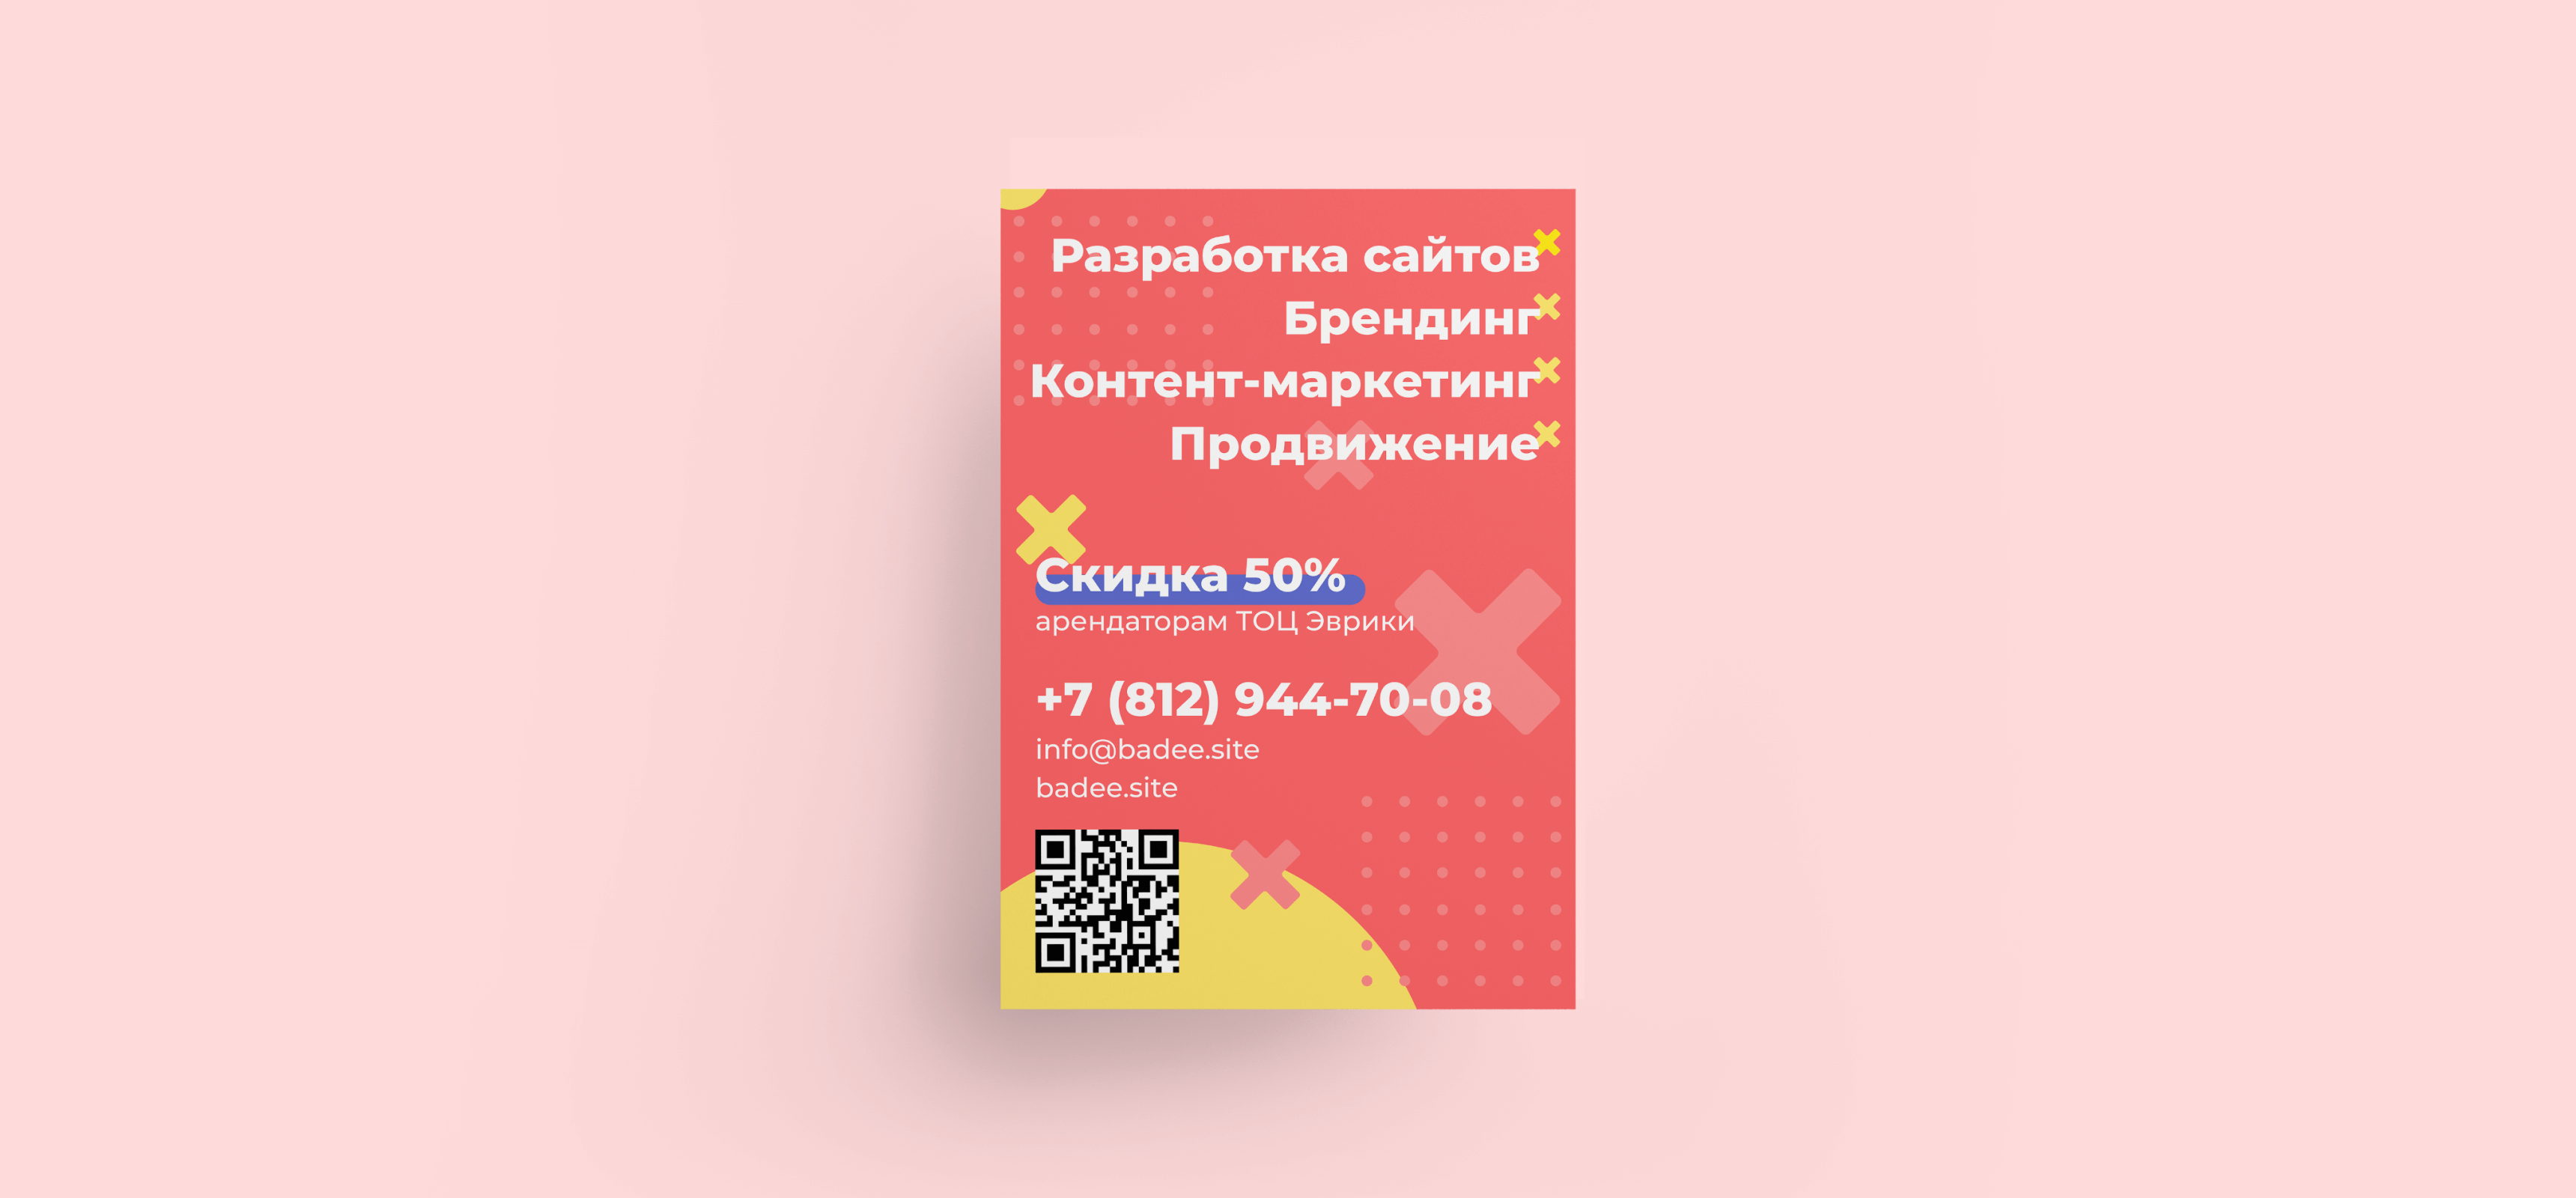 Разработка сайтов
Брендинг
Контент-маркетинг
Продвижение
Скидка 50%
арендаторам ТОЦ Эврики
+7 (812) 944-70-08
info@badee.site
badee.site